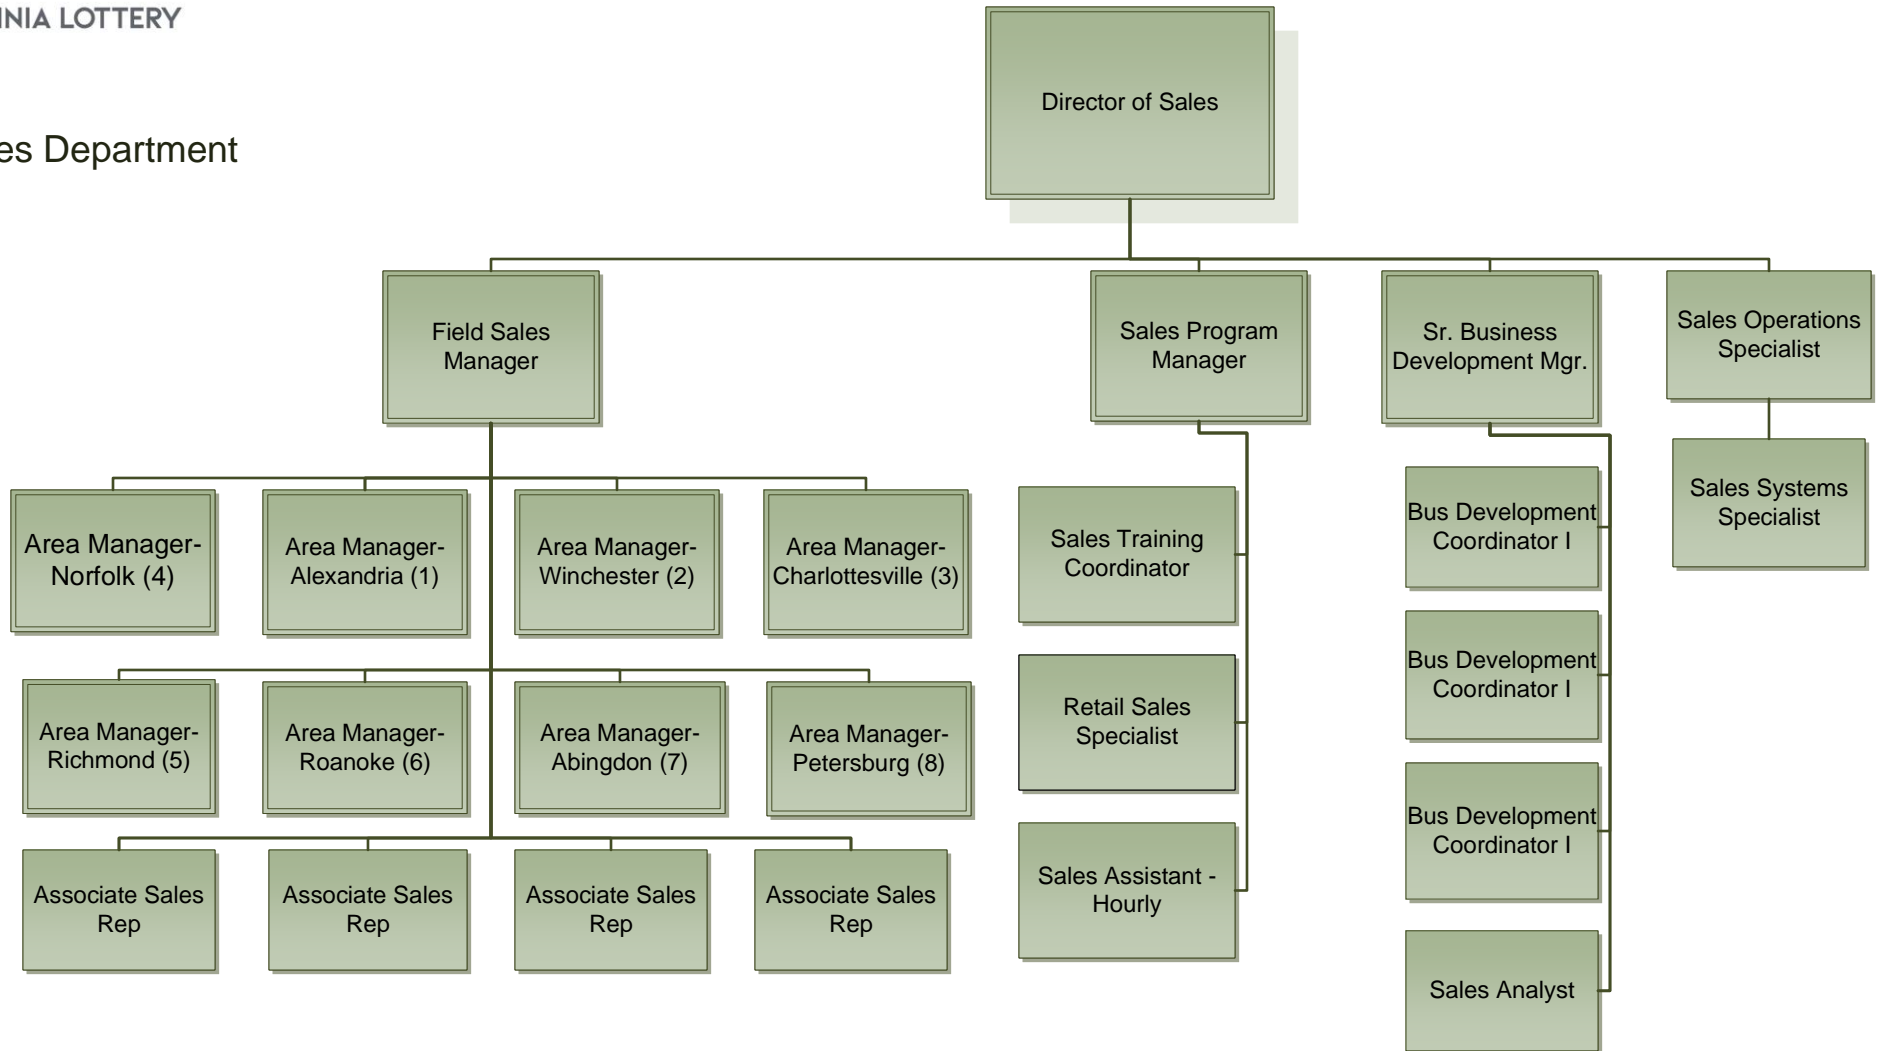 INIA LOTTERY
es Department
Director of Sales
Field Sales
Manager
Sales Program
Manager
Sr. Business
Development Mgr.
Sales Operations
Specialist
Sales Systems
Specialist
Area Manager-
Norfolk (4)
Area Manager-
Alexandria (1)
Area Manager-
Winchester (2)
Area Manager-
Charlottesville (3)
Area Manager-
Richmond (5)
Area Manager-
Roanoke (6)
Area Manager-
Abingdon (7)
Area Manager-
Petersburg (8)
Associate Sales
Rep
Associate Sales
Rep
Associate Sales
Rep
Associate Sales
Rep
Sales Training
Coordinator
Retail Sales
Specialist
Sales Assistant -
Hourly
Bus Development
Coordinator I
Bus Development
Coordinator I
Bus Development
Coordinator I
Sales Analyst